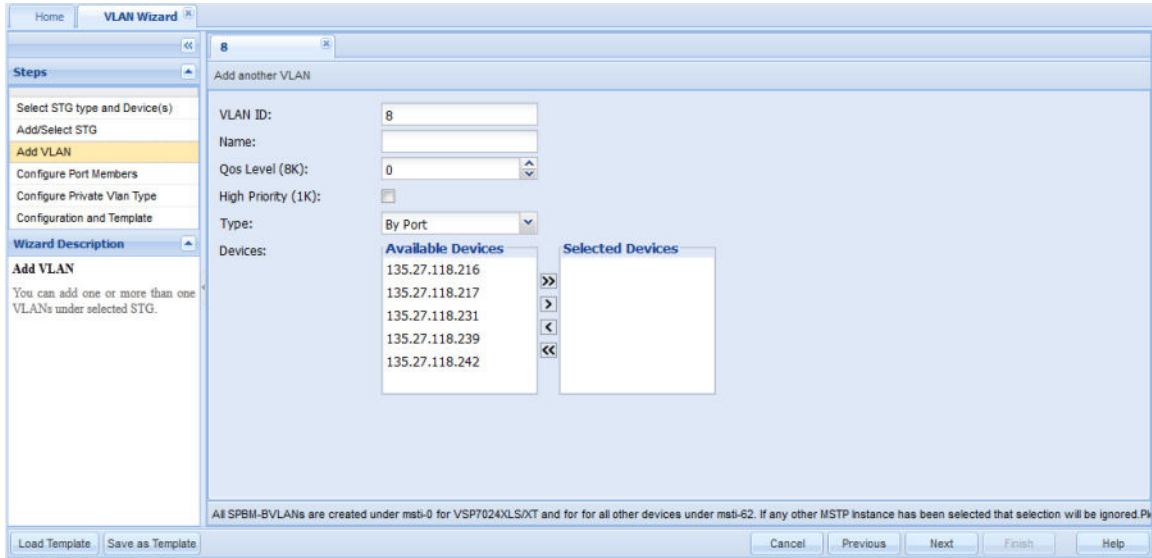 Home
VLAN Wizard
Steps
Select STG type and Device(s)
Add/Select STG
Add VLAN
Configure Port Members
Configure Private Vlan Type
Configuration and Template
Wizard Description
Add VLAN
You can add one or more than one
VLANs under selected STG.
8
Add another VLAN
VLAN ID: 8
Name:
Qos Level (8K): 0
High Priority (1K):
Type: By Port
Devices:
Available Devices
135.27.118.216
135.27.118.217
135.27.118.231
135.27.118.239
135.27.118.242
Selected Devices
All SPBM-BVLANs are created under msti-0 for VSP7024XLS/XT and for for all other devices under msti-62. If any other MSTP Instance has been selected that selection will be ignored.
Load Template
Save as Template
Cancel
Previous
Next
Finish
Help